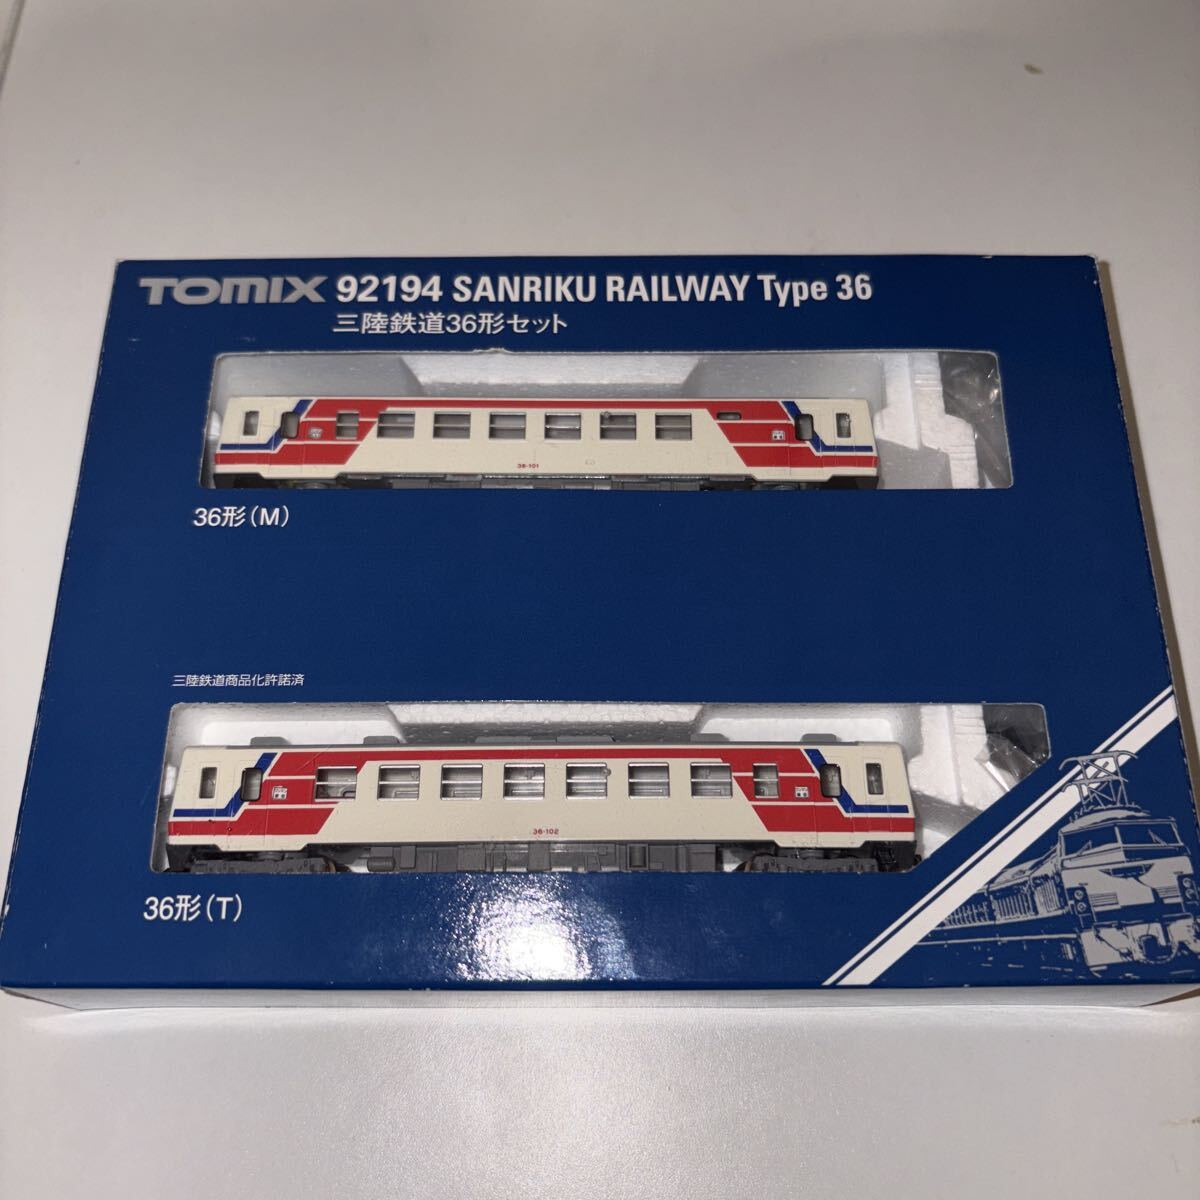 TOMIX 92194 SANRIKU RAILWAY Type 36
三陸鉄道36形セット
36-101
36形(M)
三陸鉄道商品化許諾済
36-102
36形(T)